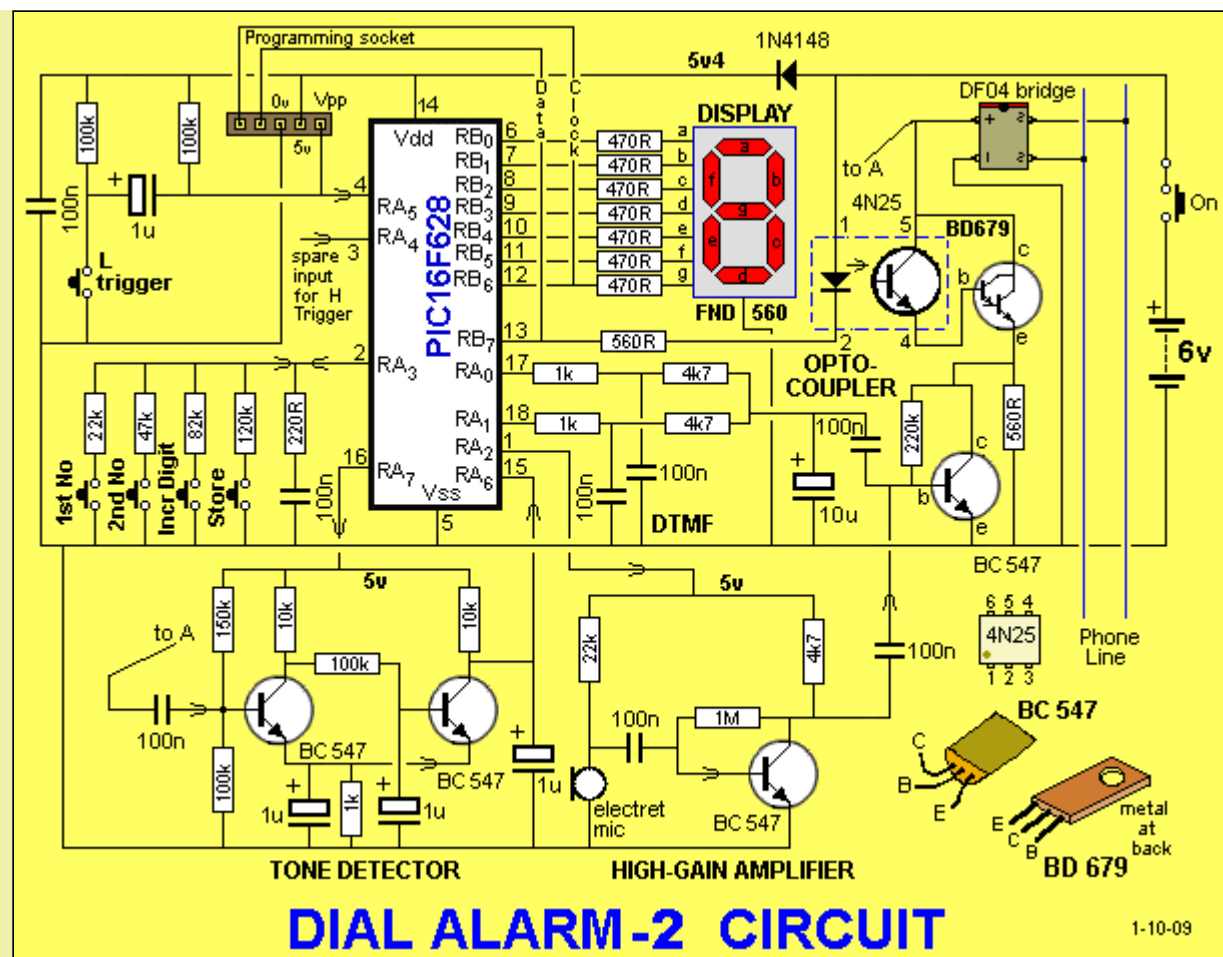 Programming socket
1N4148
5v4
Data
Clock
0v
Vpp
5v
14
DF04 bridge
DISPLAY
100k
100k
Vdd
RB0
6
470R
a
RB1
7
470R
b
RB2
8
470R
c
RB3
9
470R
d
RB4
10
470R
e
RB5
11
470R
f
RB6
12
470R
g
a
f
b
g
e
c
d
FND 560
to A
4N25
5
1
BD679
c
b
e
4
2
OPTO-
COUPLER
On
+
6v
100n
+
1u
4
RA5
RA4
3
spare
input
for H
Trigger
L
trigger
PIC16F628
RB7
13
560R
2
RA3
RA0
17
1k
4k7
RA1
18
1k
4k7
RA2
1
RA6
15
16
RA7
Vss
5
22k
47k
82k
120k
220R
1st No
2nd No
Incr Digit
Store
100n
100n
100n
DTMF
100n
+
10u
220k
560R
c
b
e
BC 547
5v
5v
150k
10k
10k
to A
100k
100n
100k
BC 547
BC 547
+
1u
1k
+
1u
+
1u
22k
4k7
100n
1M
electret
mic
BC 547
100n
6 5 4
4N25
1 2 3
Phone
Line
BC 547
C
B
E
E
C
B
metal
at
back
BD 679
TONE DETECTOR
HIGH-GAIN AMPLIFIER
DIAL ALARM-2 CIRCUIT
1-10-09